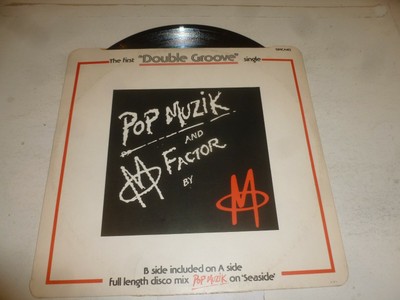 The first "Double Groove" single
POP MUZIK
AND
M FACTOR
BY
M
B side included on A side
full length disco mix POP MUZIK on 'Seaside'